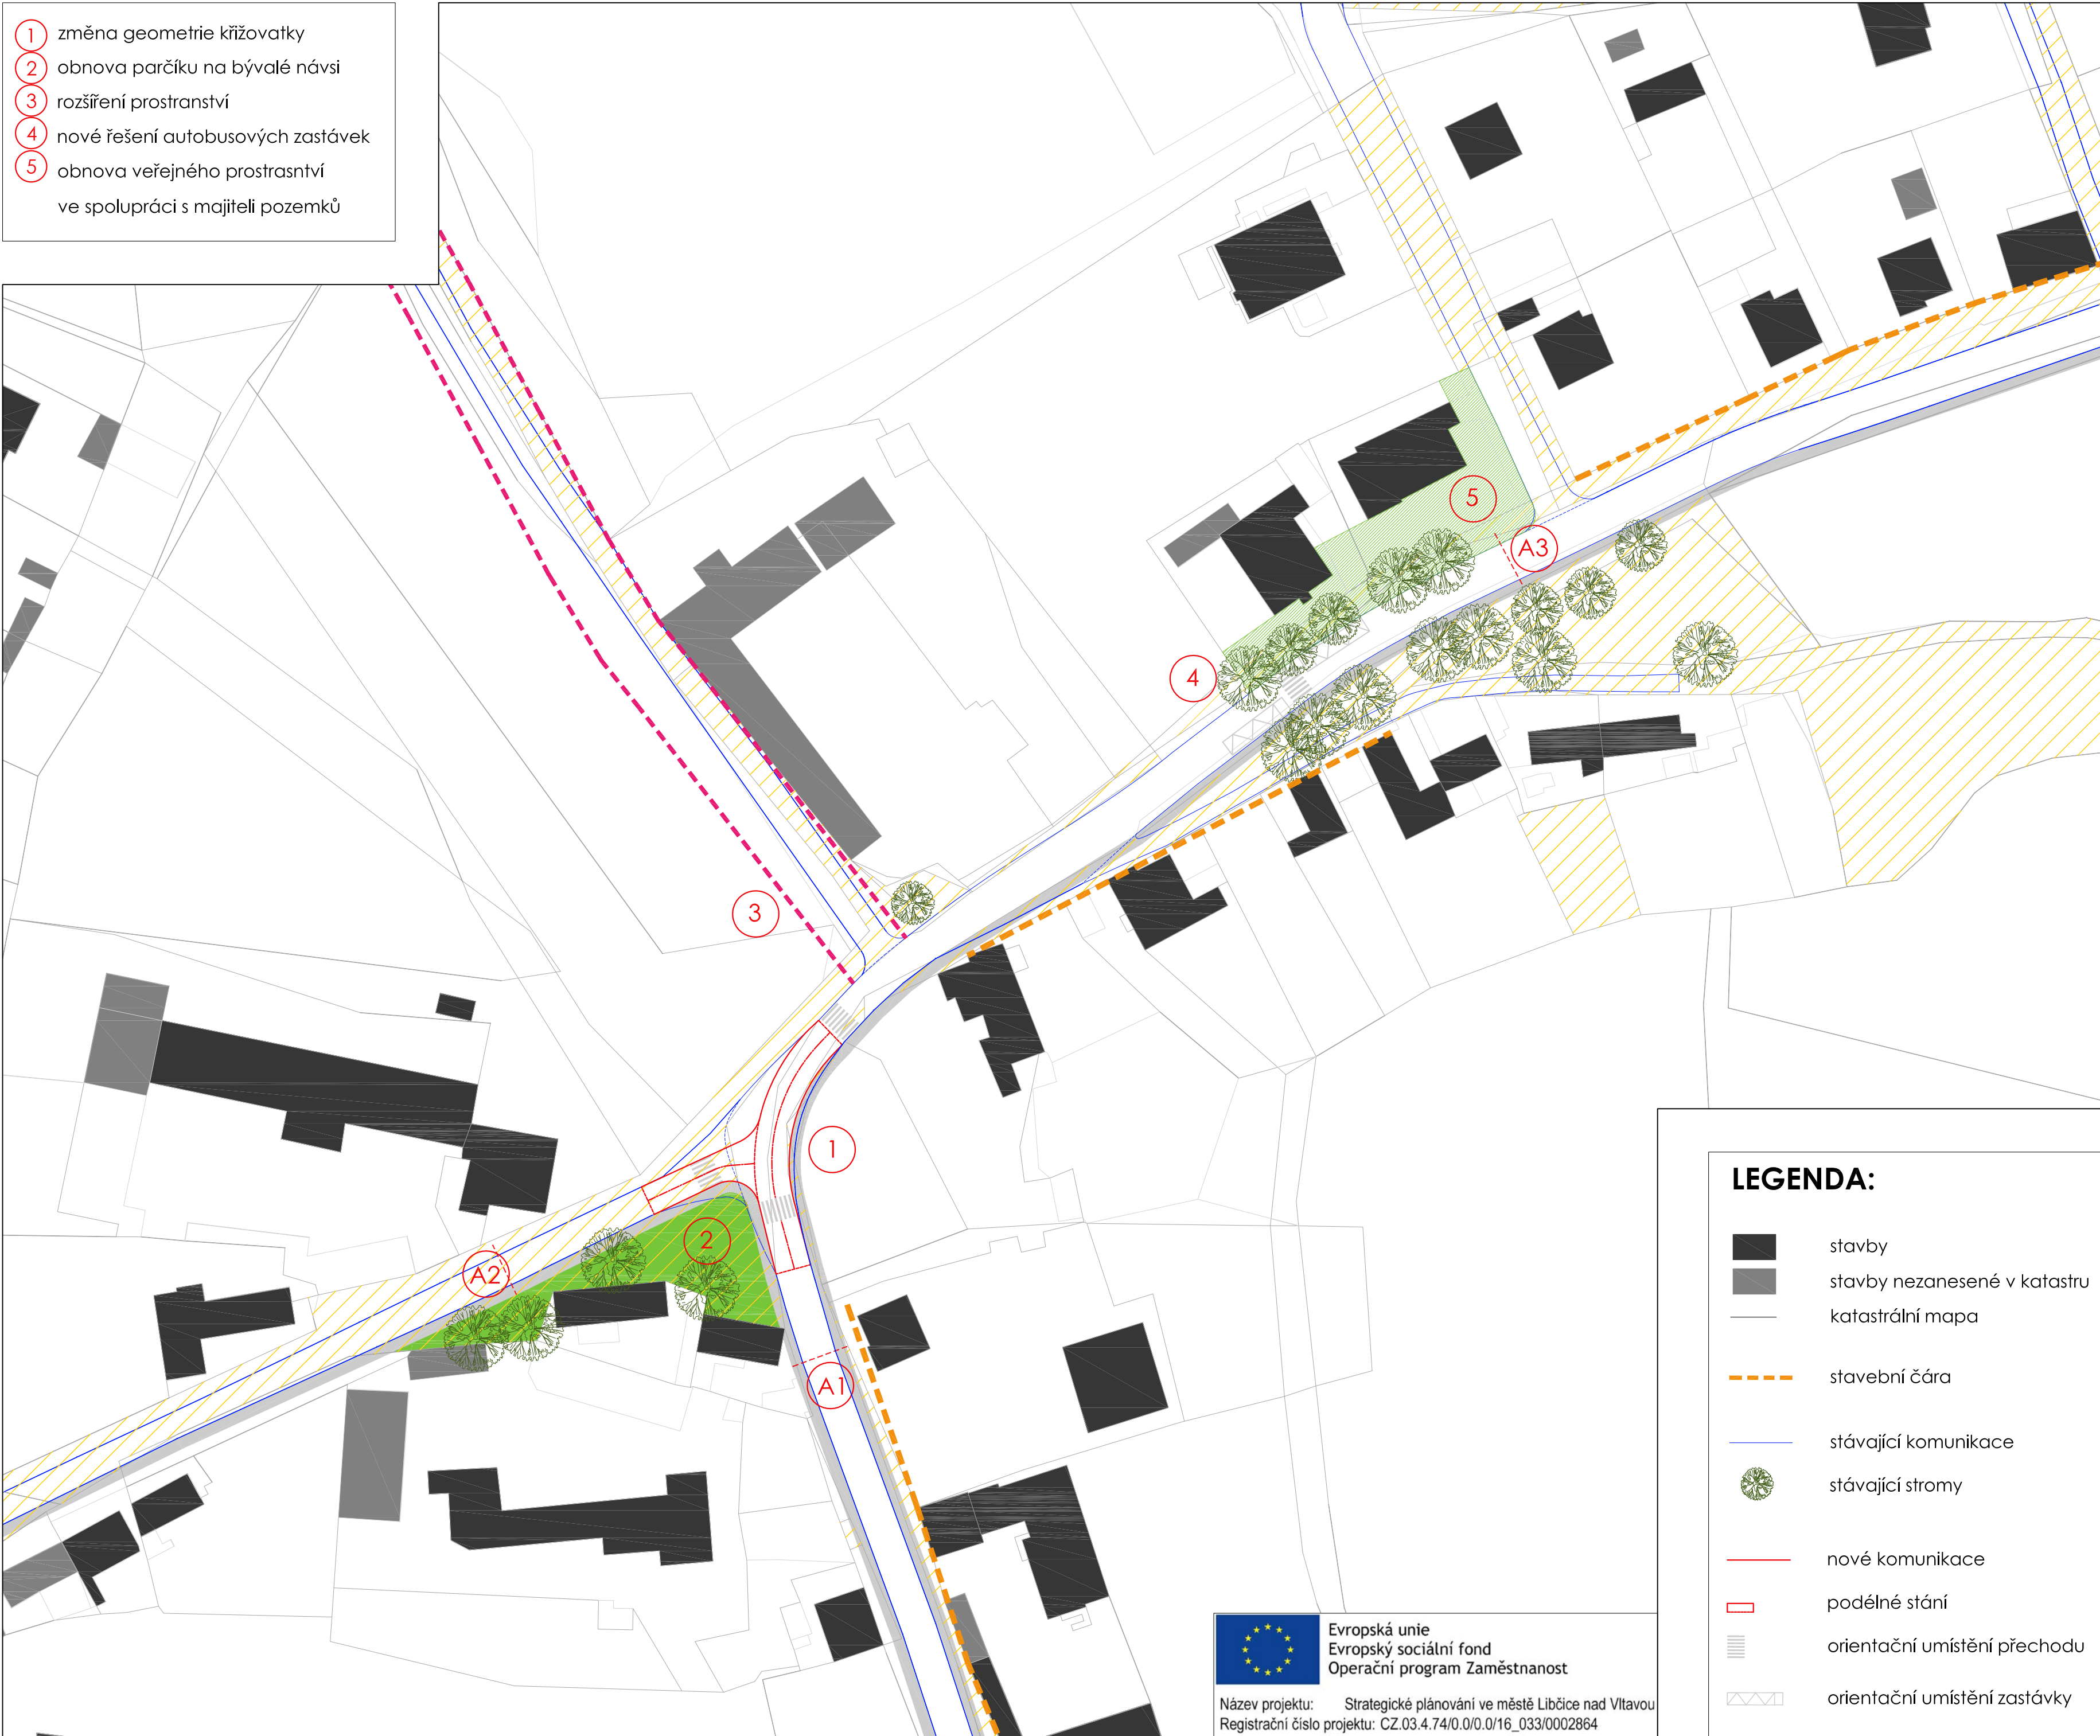 1 změna geometrie křižovatky
2 obnova parčíku na bývalé návsi
3 rozšíření prostranství
4 nové řešení autobusových zastávek
5 obnova veřejného prostrasntví
ve spolupráci s majiteli pozemků
5
A3
4
3
1
2
A2
A1
LEGENDA:
stavby
stavby nezanesené v katastru
katastrální mapa
stavební čára
stávající komunikace
stávající stromy
nové komunikace
podélné stání
orientační umístění přechodu
orientační umístění zastávky
Evropská unie
Evropský sociální fond
Operační program Zaměstnanost
Název projektu: Strategické plánování ve městě Libčice nad Vltavou
Registrační číslo projektu: CZ.03.4.74/0.0/0.0/16_033/0002864